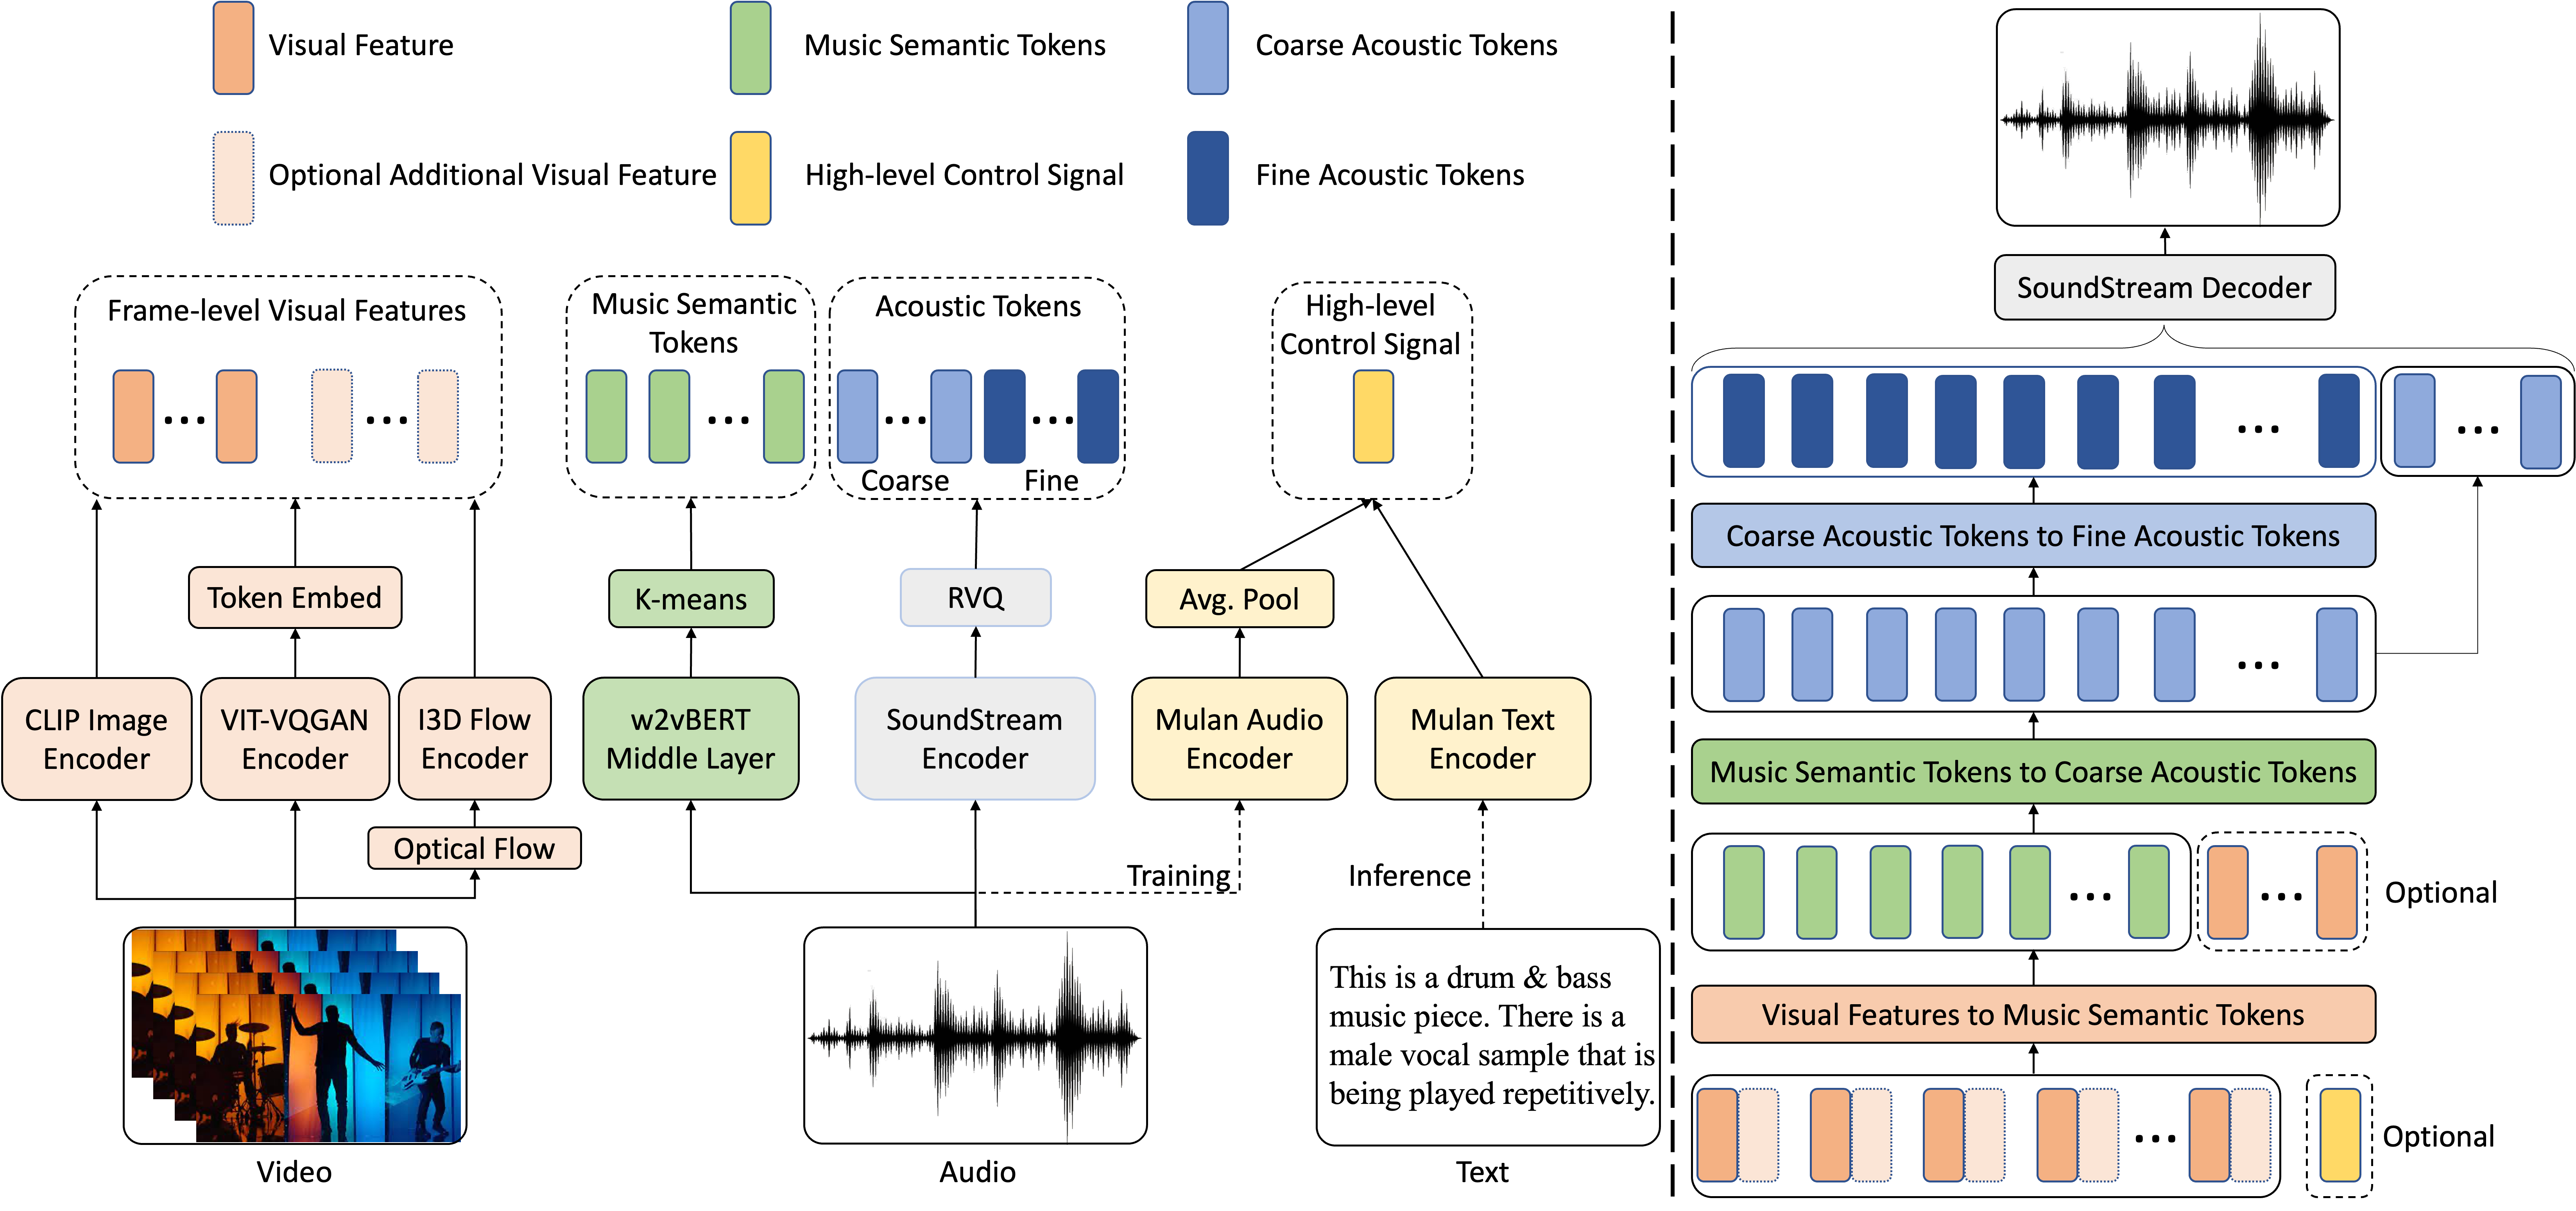 Visual Feature
Music Semantic Tokens
Coarse Acoustic Tokens
Optional Additional Visual Feature
High-level Control Signal
Fine Acoustic Tokens
Frame-level Visual Features
Music Semantic
Tokens
Acoustic Tokens
Coarse
Fine
High-level
Control Signal
Token Embed
K-means
RVQ
Avg. Pool
CLIP Image
Encoder
VIT-VQGAN
Encoder
I3D Flow
Encoder
w2vBERT
Middle Layer
SoundStream
Encoder
Mulan Audio
Encoder
Mulan Text
Encoder
Optical Flow
Training
Inference
This is a drum & bass
music piece. There is a
male vocal sample that is
being played repetitively.
Video
Audio
Text
SoundStream Decoder
Coarse Acoustic Tokens to Fine Acoustic Tokens
Music Semantic Tokens to Coarse Acoustic Tokens
Optional
Visual Features to Music Semantic Tokens
Optional